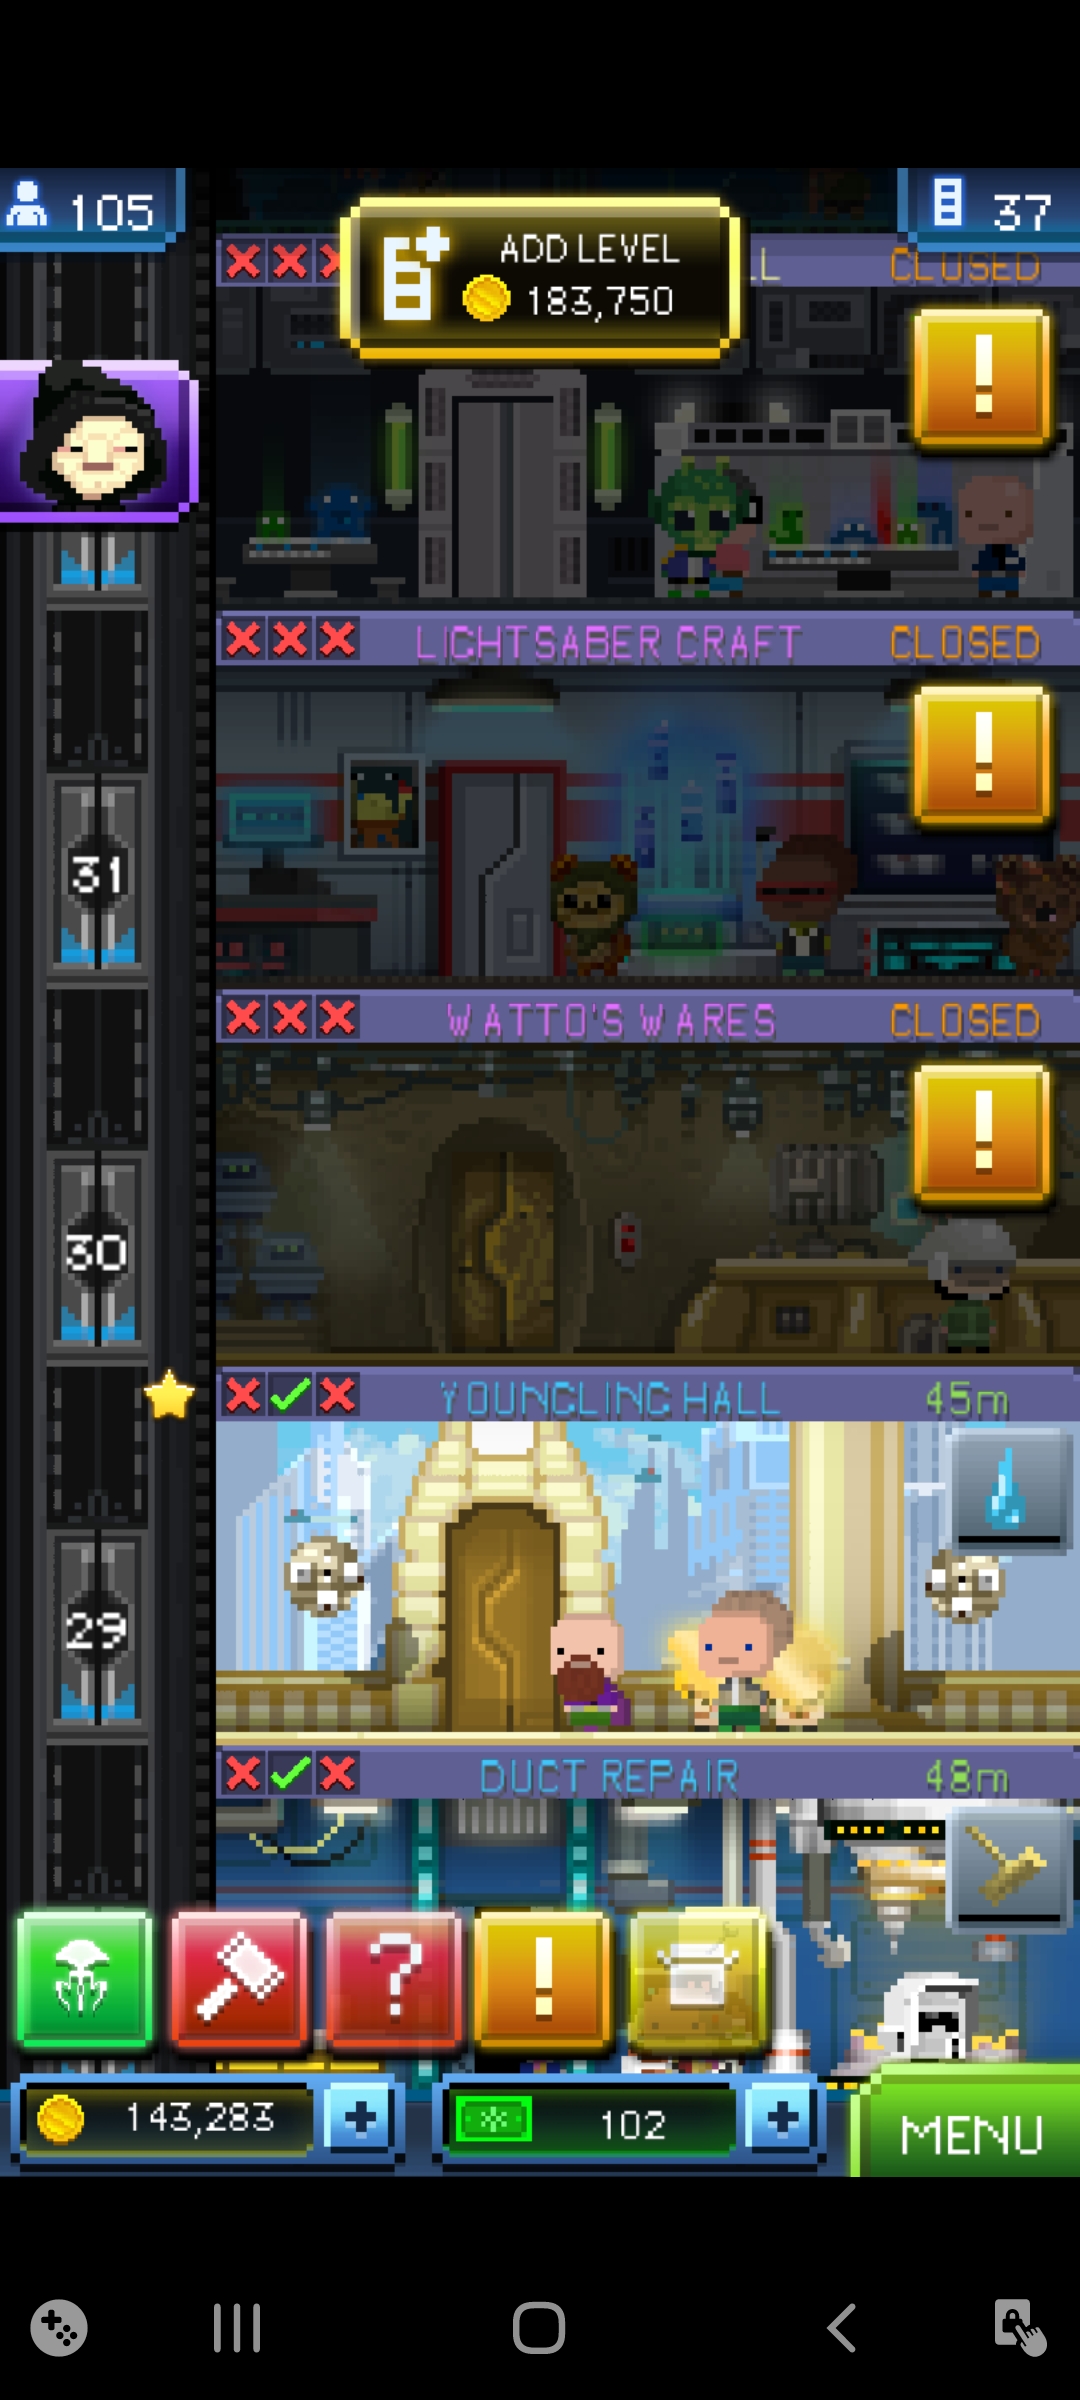 105
ADD LEVEL
183,750
37
LL
CLOSED
LIGHTSABER CRAFT
CLOSED
31
WATTO'S WARES
CLOSED
30
YOUNGLING HALL
45m
29
DUCT REPAIR
48m
?
!
143,283
102
MENU